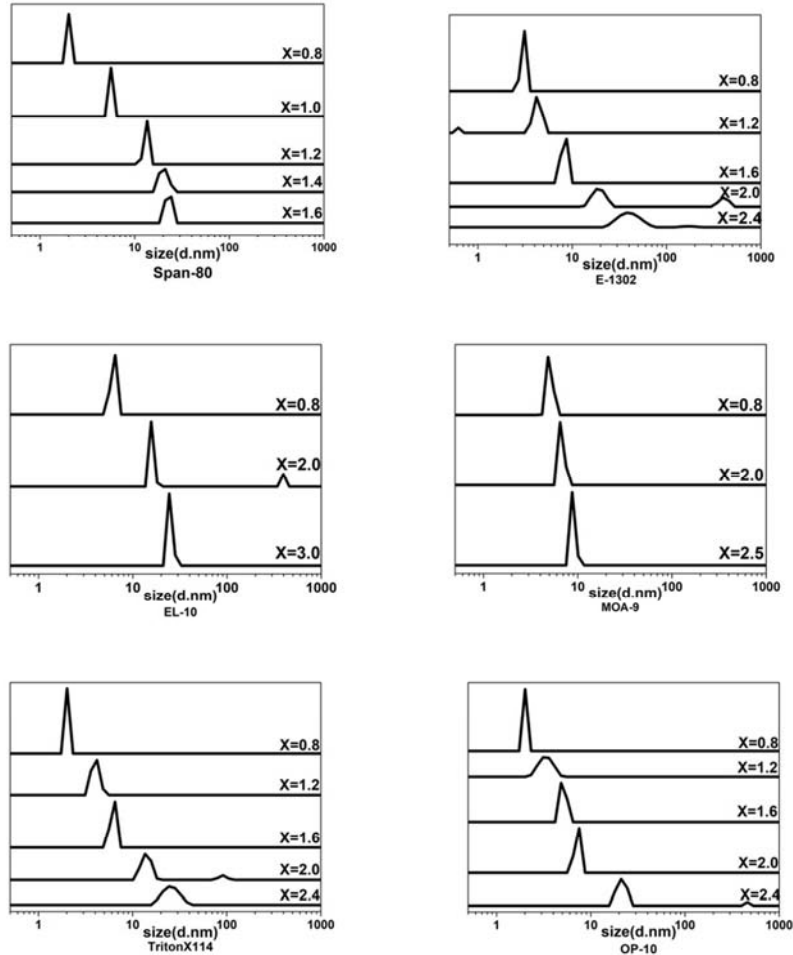 X=0.8
X=1.0
X=1.2
X=1.4
X=1.6
1 10 100 1000
size(d.nm)
Span-80
X=0.8
X=1.2
X=1.6
X=2.0
X=2.4
1 10 100 1000
size(d.nm)
E-1302
X=0.8
X=2.0
X=3.0
1 10 100 1000
size(d.nm)
EL-10
X=0.8
X=2.0
X=2.5
1 10 100 1000
size(d.nm)
MOA-9
X=0.8
X=1.2
X=1.6
X=2.0
X=2.4
1 10 100 1000
size(d.nm)
TritonX114
X=0.8
X=1.2
X=1.6
X=2.0
X=2.4
1 10 100 1000
size(d.nm)
OP-10